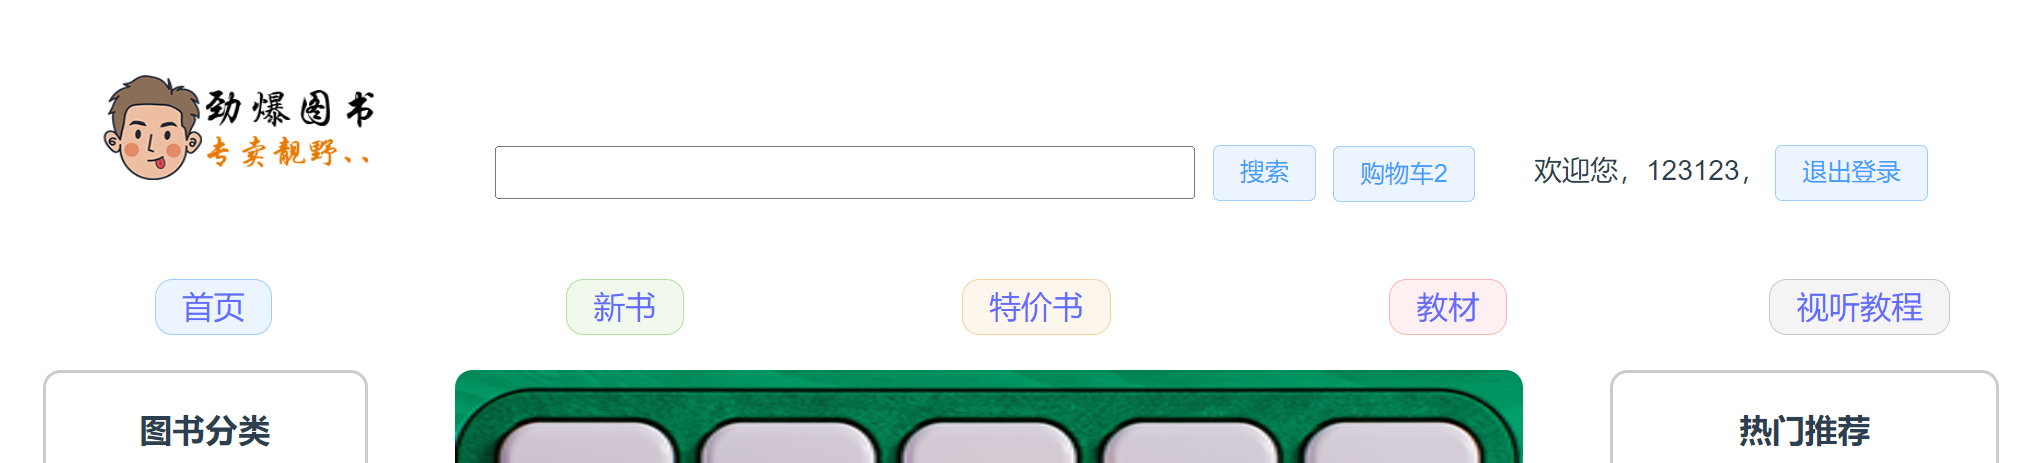 劲爆图书
专卖靓野、、
搜索 购物车2 欢迎您，123123， 退出登录
首页 新书 特价书 教材 视听教程
图书分类 热门推荐